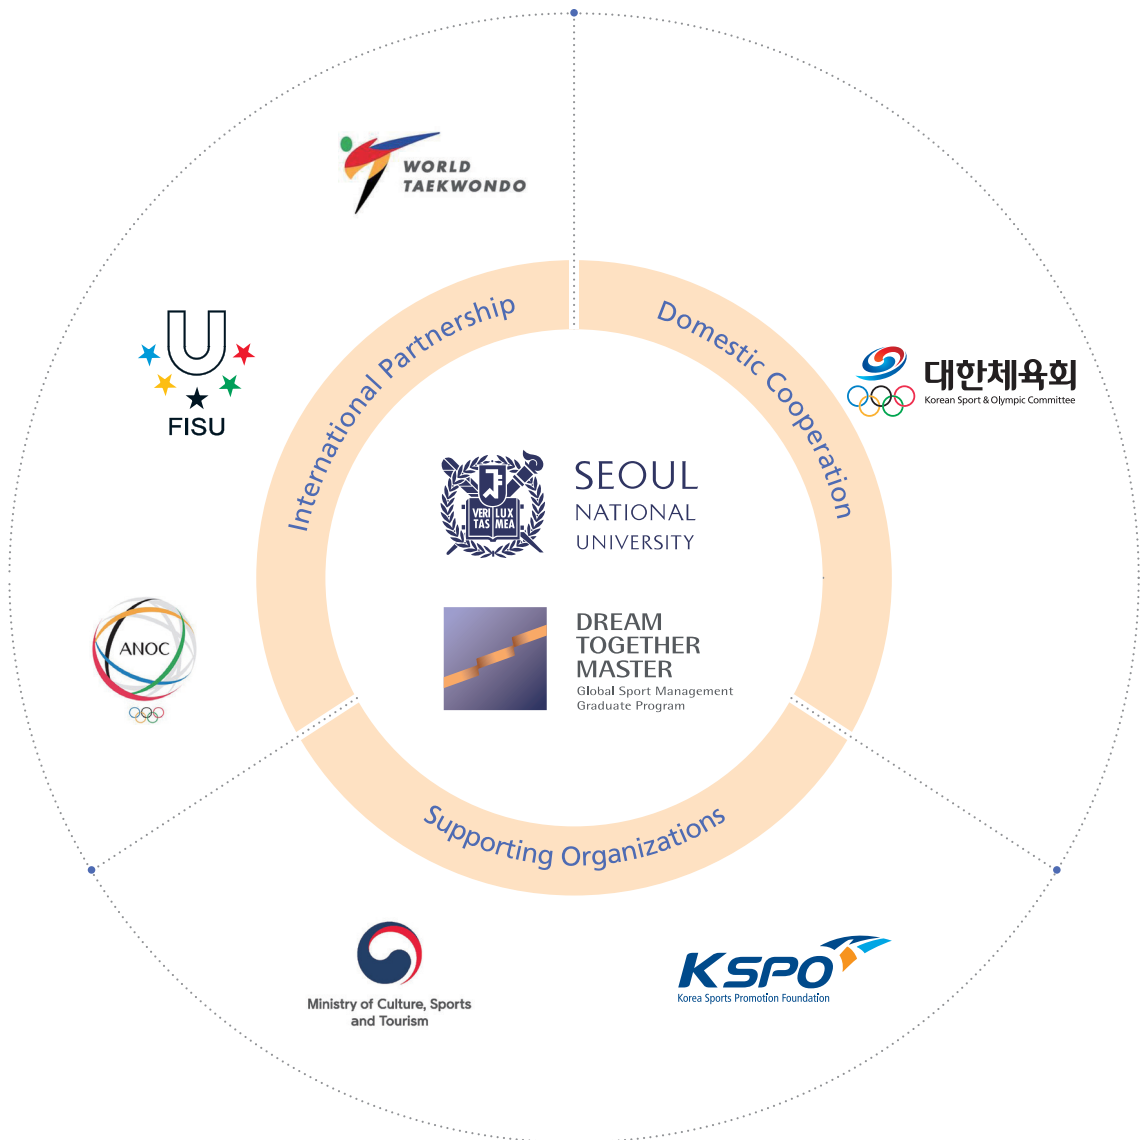 WORLD
TAEKWONDO
International Partnership
Domestic Cooperation
FISU
대한체육회
Korean Sport & Olympic Committee
VERI LUX
TAS MEA
SEOUL
NATIONAL
UNIVERSITY
ANOC
DREAM
TOGETHER
MASTER
Global Sport Management
Graduate Program
Supporting Organizations
Ministry of Culture, Sports
and Tourism
KSPO
Korea Sports Promotion Foundation